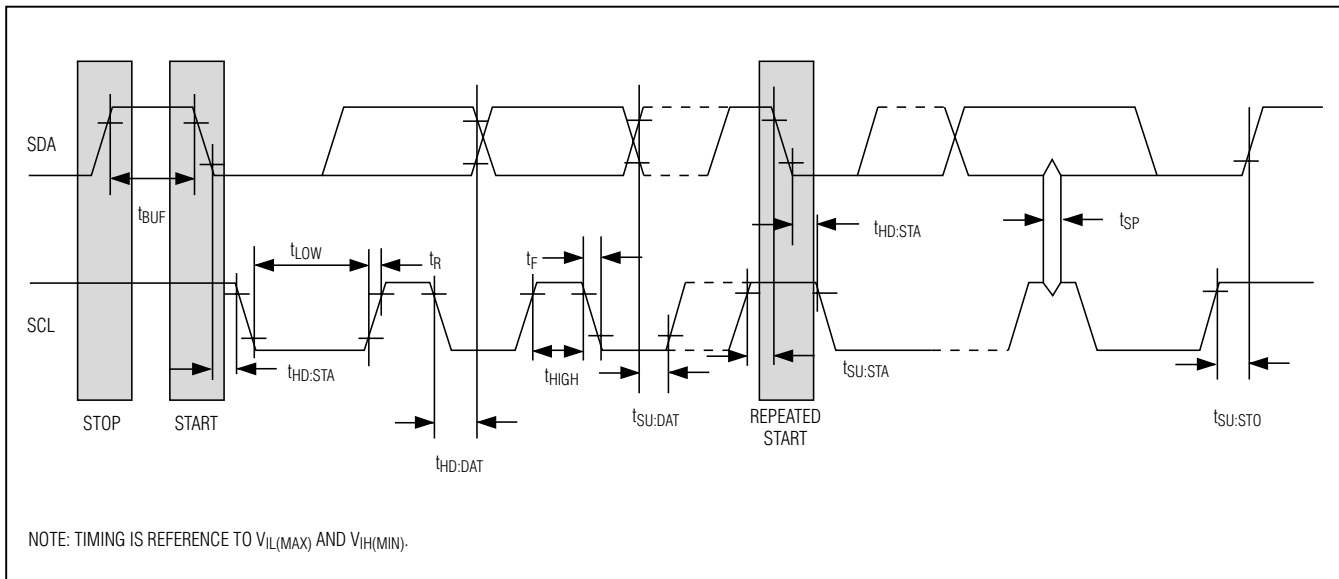 SDA
tBUF
tLOW
tR
tF
tHD:STA
tSP
SCL
tHD:STA
tHIGH
tSU:STA
tSU:DAT
tSU:STO
STOP
START
REPEATED
START
tHD:DAT
NOTE: TIMING IS REFERENCE TO VIL(MAX) AND VIH(MIN).